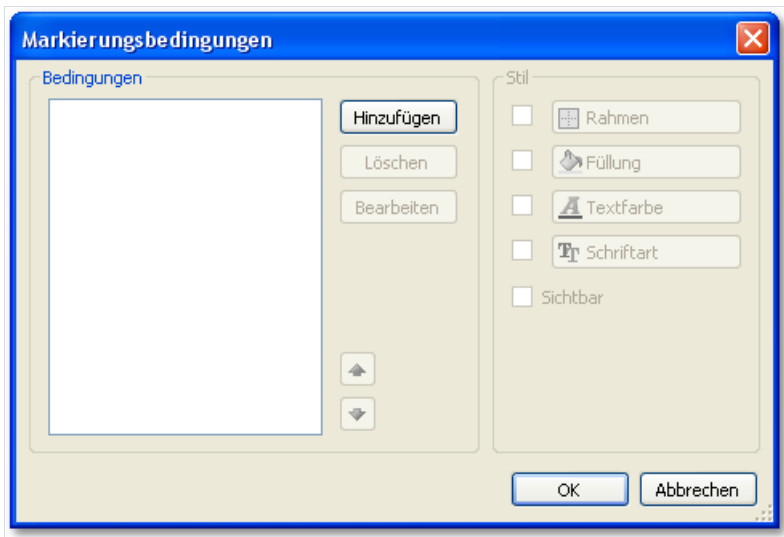 Markierungsbedingungen
Bedingungen
Hinzufügen
Löschen
Bearbeiten
Stil
Rahmen
Füllung
Textfarbe
Schriftart
Sichtbar
OK
Abbrechen